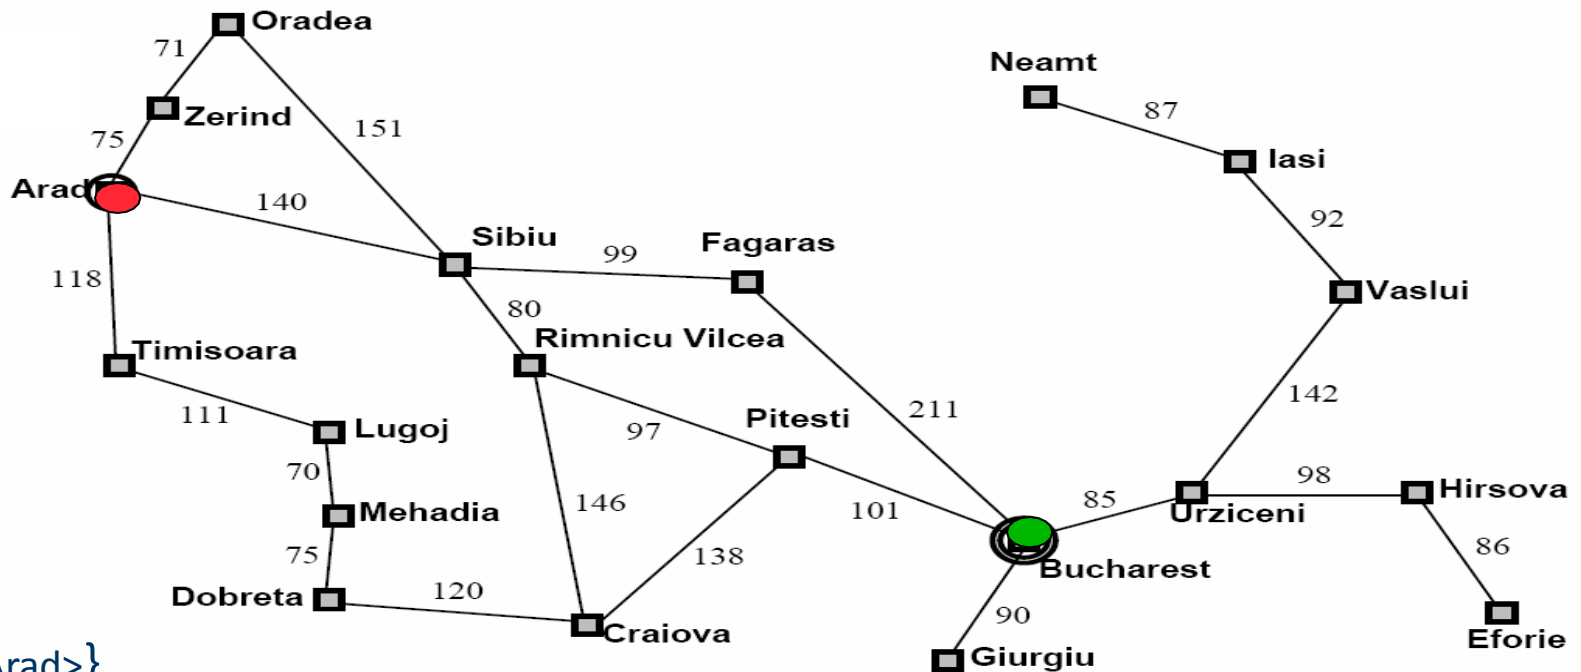 Oradea
71
Neamt
87
Zerind
151
75
Iasi
Arad
140
92
Sibiu
99
Fagaras
118
Vaslui
80
Rimnicu Vilcea
Timisoara
142
111
Lugoj
97
Pitesti
211
70
98
Hirsova
Mehadia
146
101
85
Urziceni
75
138
86
Bucharest
Dobreta
120
90
Craiova
Eforie
Giurgiu
Arad>}